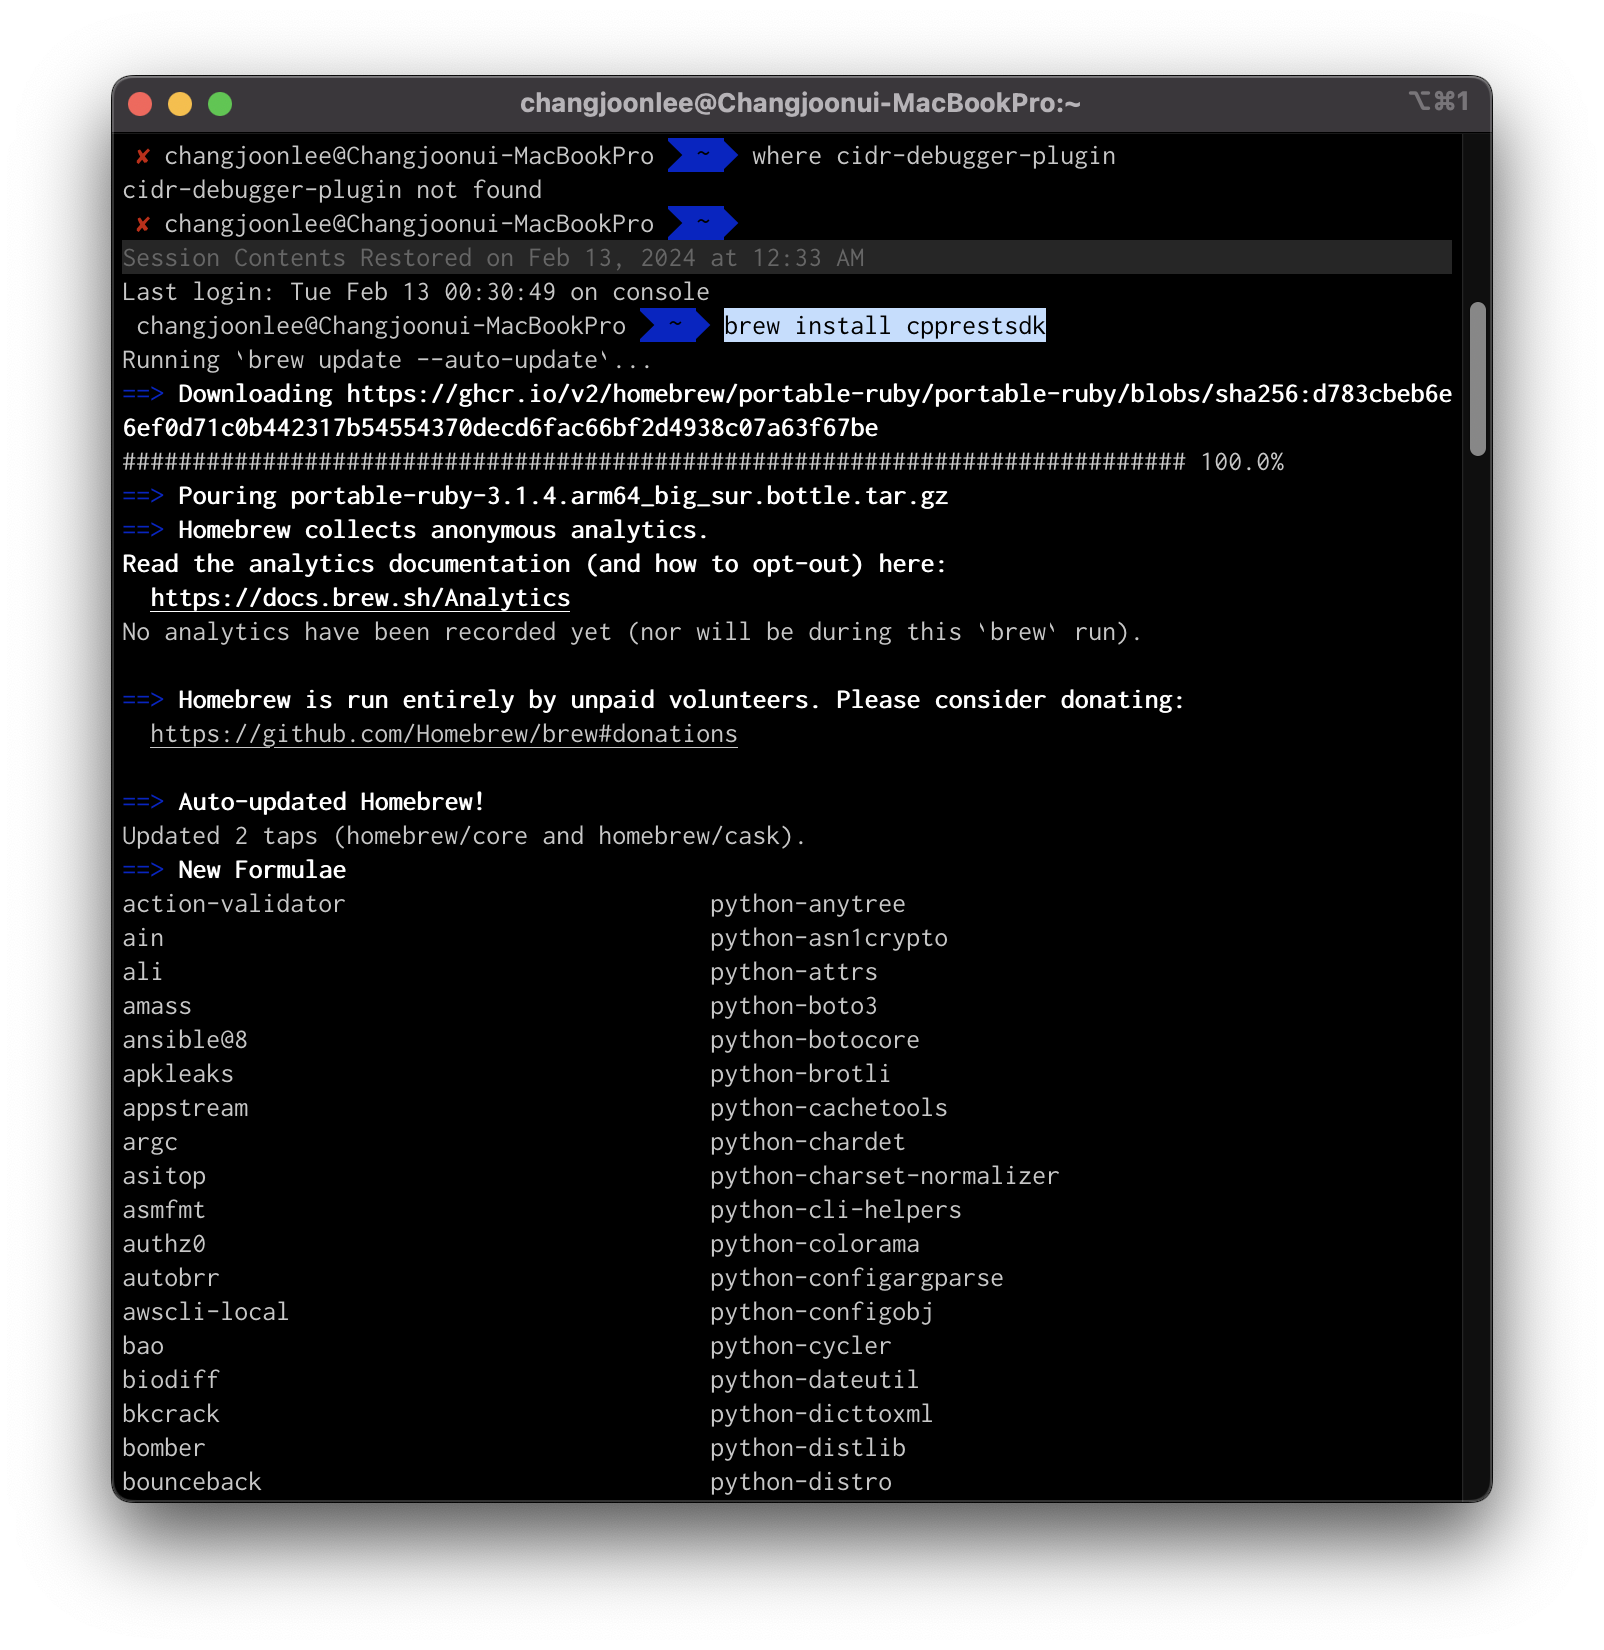 changjoonlee@Changjoonui-MacBookPro:~ ⌥⌘1
✘ changjoonlee@Changjoonui-MacBookPro ~ where cidr-debugger-plugin
cidr-debugger-plugin not found
✘ changjoonlee@Changjoonui-MacBookPro ~
Session Contents Restored on Feb 13, 2024 at 12:33 AM
Last login: Tue Feb 13 00:30:49 on console
changjoonlee@Changjoonui-MacBookPro ~ brew install cpprestsdk
Running `brew update --auto-update`...
==> Downloading https://ghcr.io/v2/homebrew/portable-ruby/portable-ruby/blobs/sha256:d783cbeb6e
6ef0d71c0b442317b54554370decd6fac66bf2d4938c07a63f67be
############################################################################ 100.0%
==> Pouring portable-ruby-3.1.4.arm64_big_sur.bottle.tar.gz
==> Homebrew collects anonymous analytics.
Read the analytics documentation (and how to opt-out) here:
https://docs.brew.sh/Analytics
No analytics have been recorded yet (nor will be during this `brew` run).
==> Homebrew is run entirely by unpaid volunteers. Please consider donating:
https://github.com/Homebrew/brew#donations
==> Auto-updated Homebrew!
Updated 2 taps (homebrew/core and homebrew/cask).
==> New Formulae
action-validator python-anytree
ain python-asn1crypto
ali python-attrs
amass python-boto3
ansible@8 python-botocore
apkleaks python-brotli
appstream python-cachetools
argc python-chardet
asitop python-charset-normalizer
asmfmt python-cli-helpers
authz0 python-colorama
autobrr python-configargparse
awscli-local python-configobj
bao python-cycler
biodiff python-dateutil
bkcrack python-dicttoxml
bomber python-distlib
bounceback python-distro